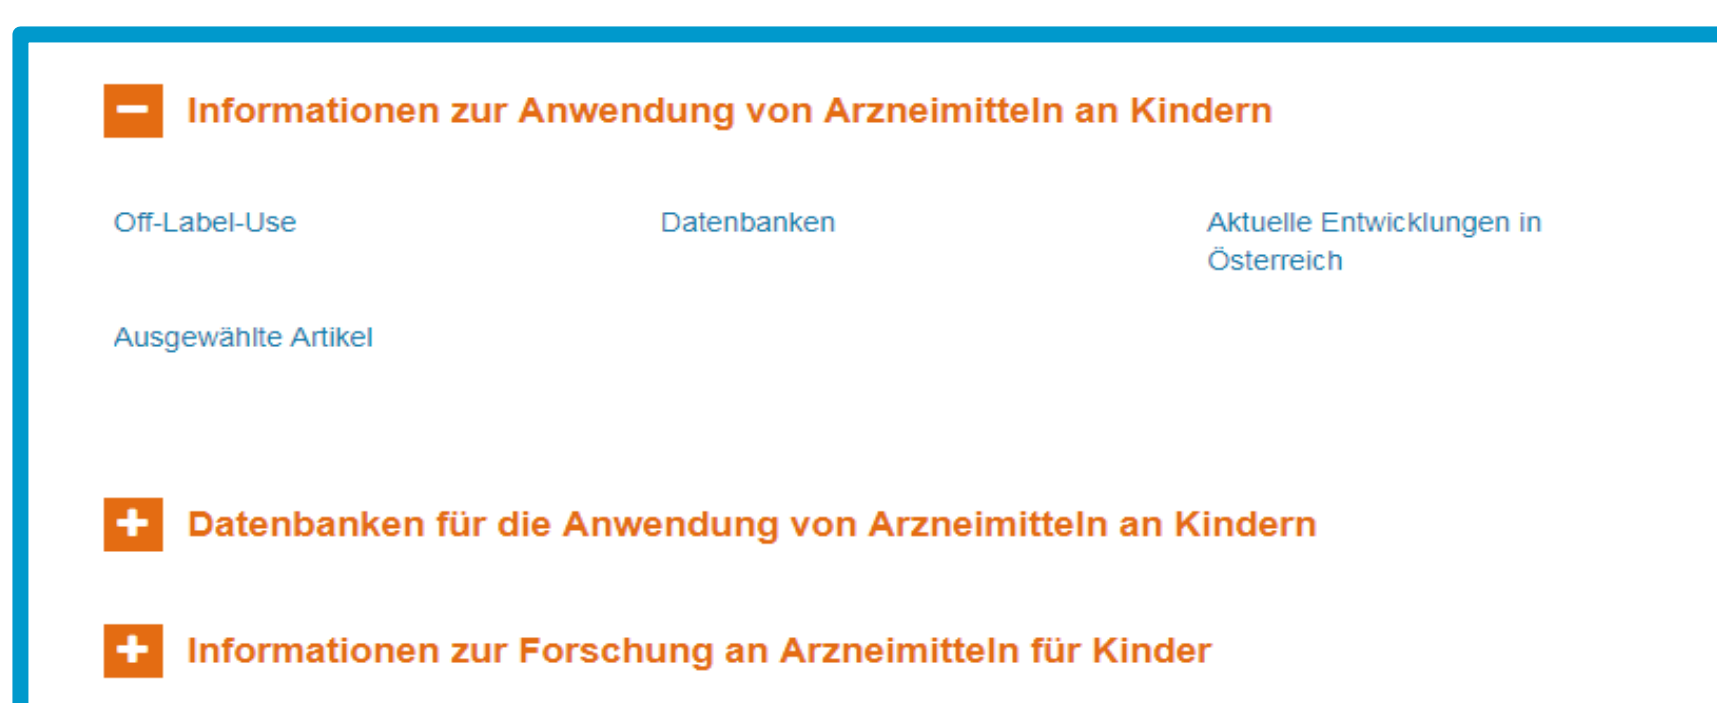 Informationen zur Anwendung von Arzneimitteln an Kindern
Off-Label-Use
Datenbanken
Aktuelle Entwicklungen in
Österreich
Ausgewählte Artikel
Datenbanken für die Anwendung von Arzneimitteln an Kindern
Informationen zur Forschung an Arzneimitteln für Kinder